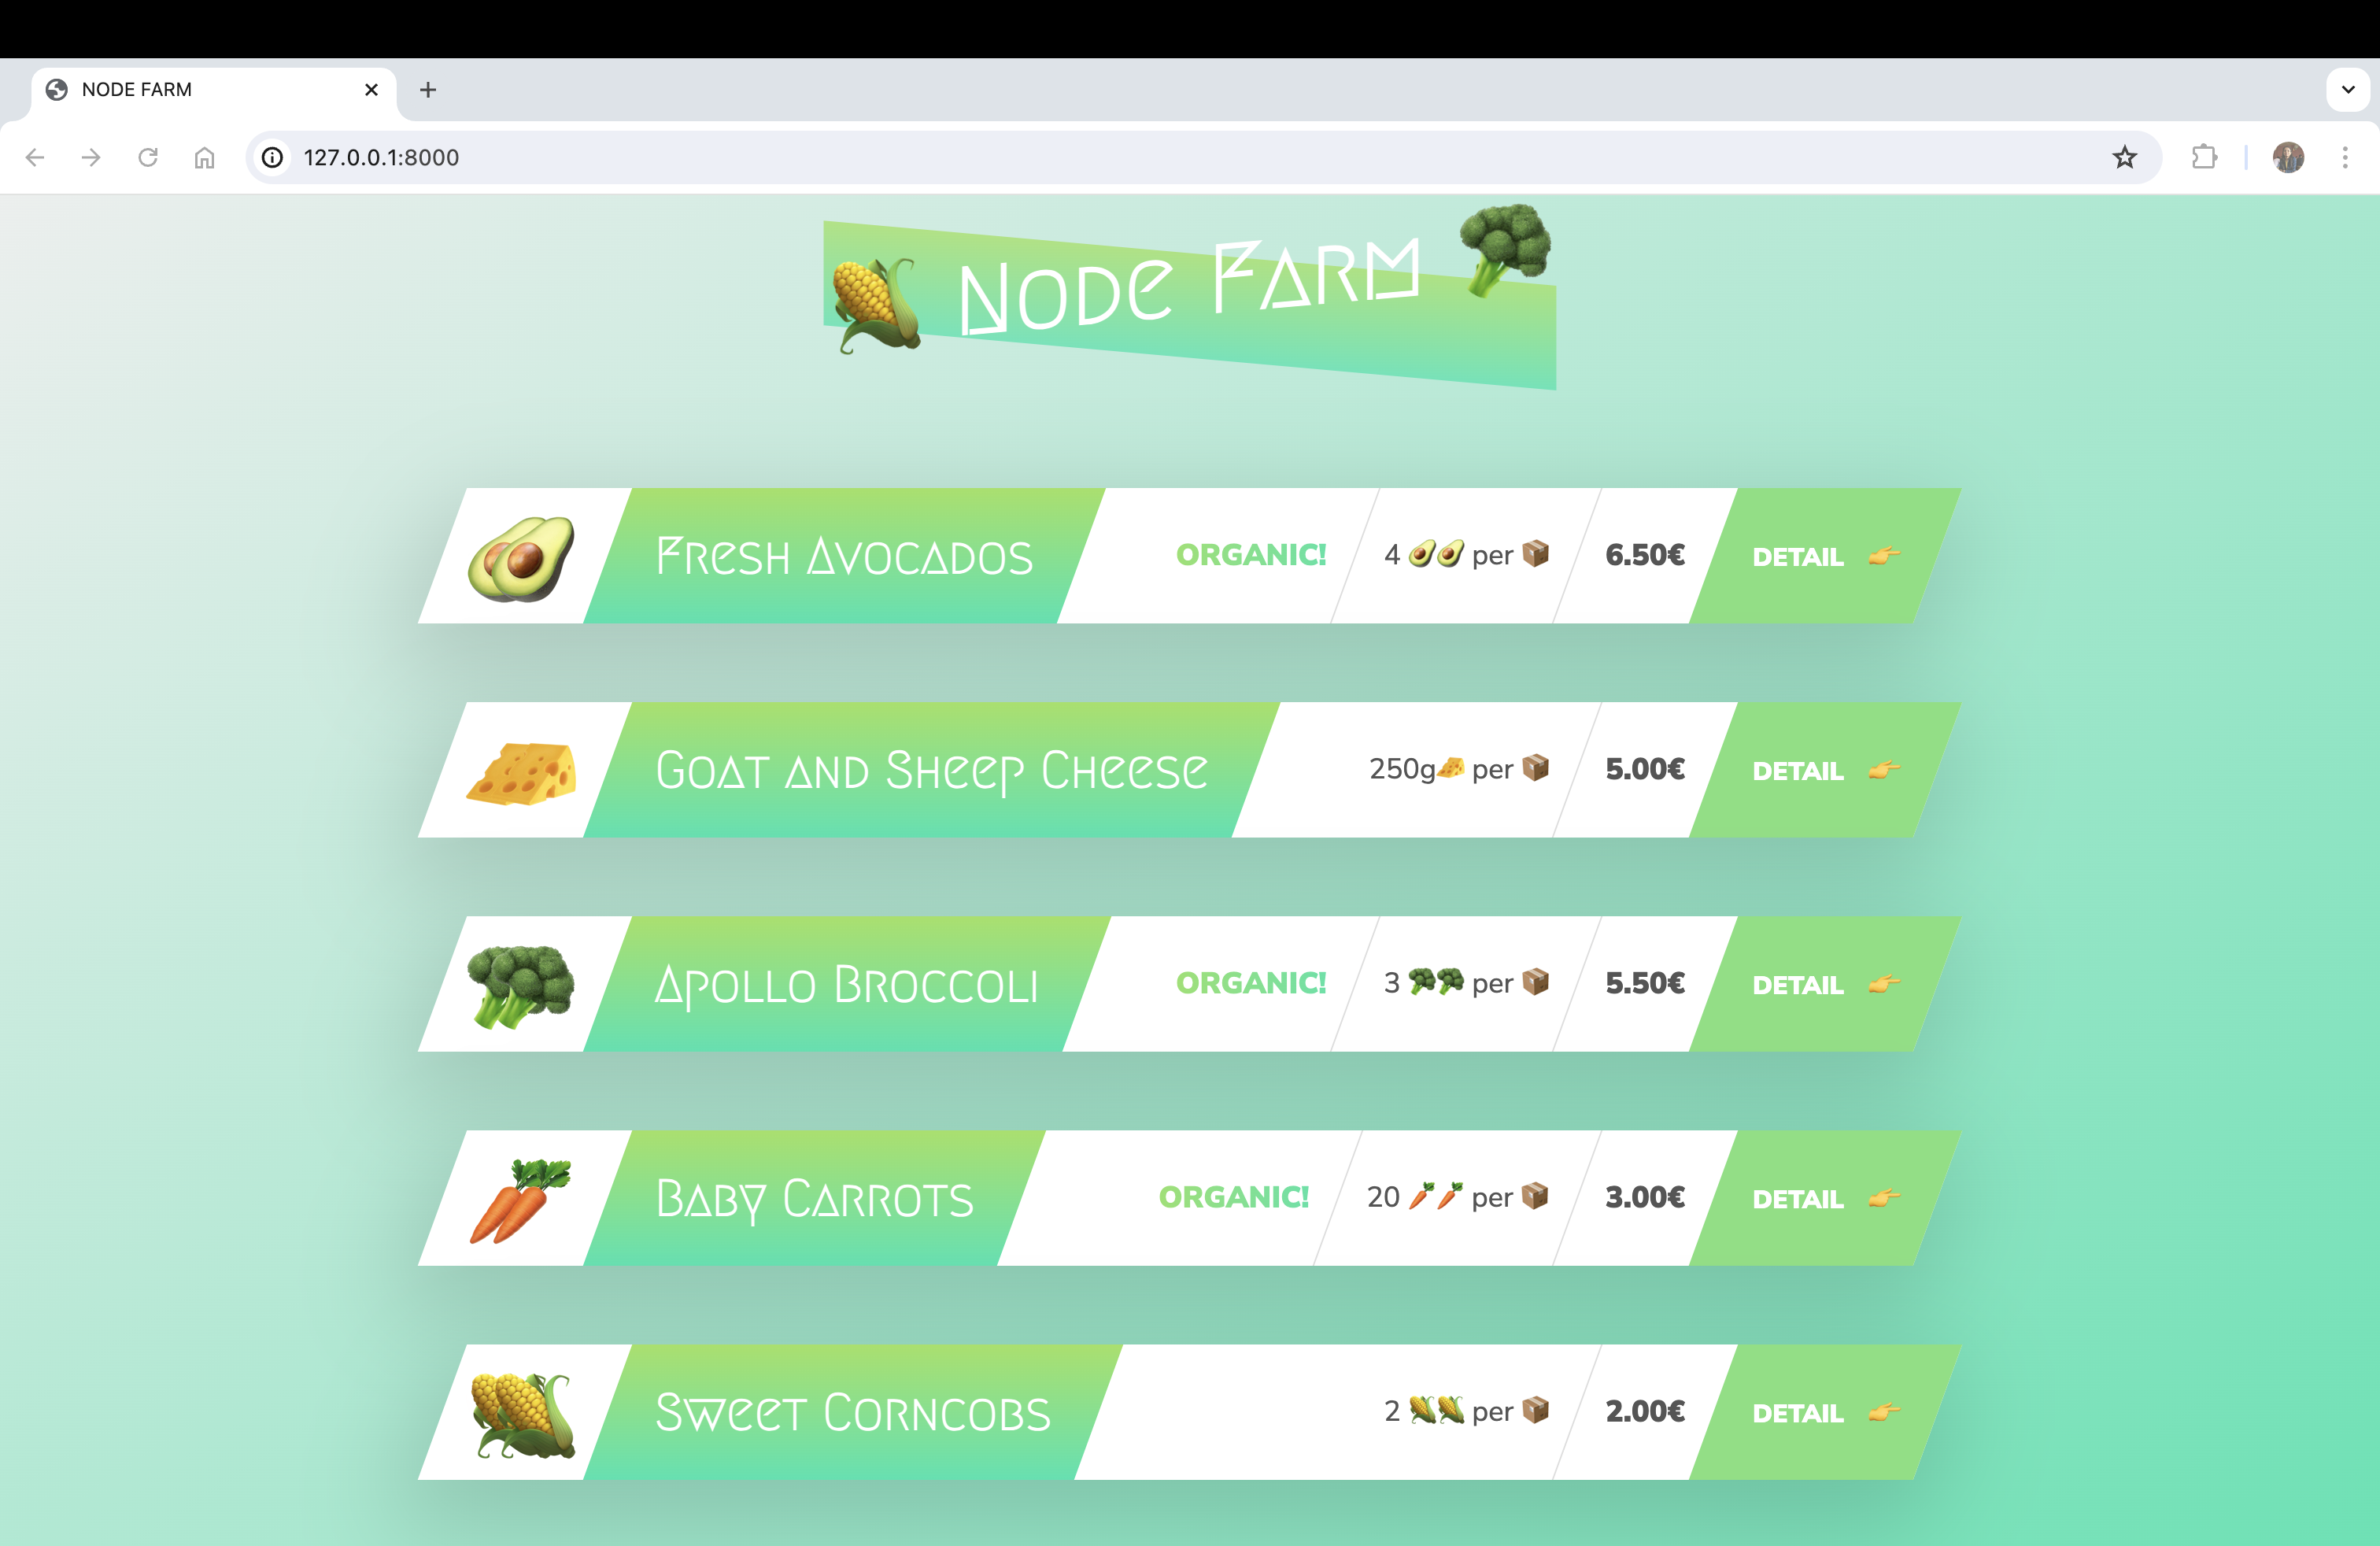 NODE FARM
127.0.0.1:8000
🌽 Node Farm 🥦
Fresh Avocados ORGANIC! 4 🥑🥑 per 📦 6.50€ DETAIL 👉
Goat and Sheep Cheese 250g🧀 per 📦 5.00€ DETAIL 👉
Apollo Broccoli ORGANIC! 3 🥦🥦 per 📦 5.50€ DETAIL 👉
Baby Carrots ORGANIC! 20 🥕🥕 per 📦 3.00€ DETAIL 👉
Sweet Corncobs 2 🌽🌽 per 📦 2.00€ DETAIL 👉